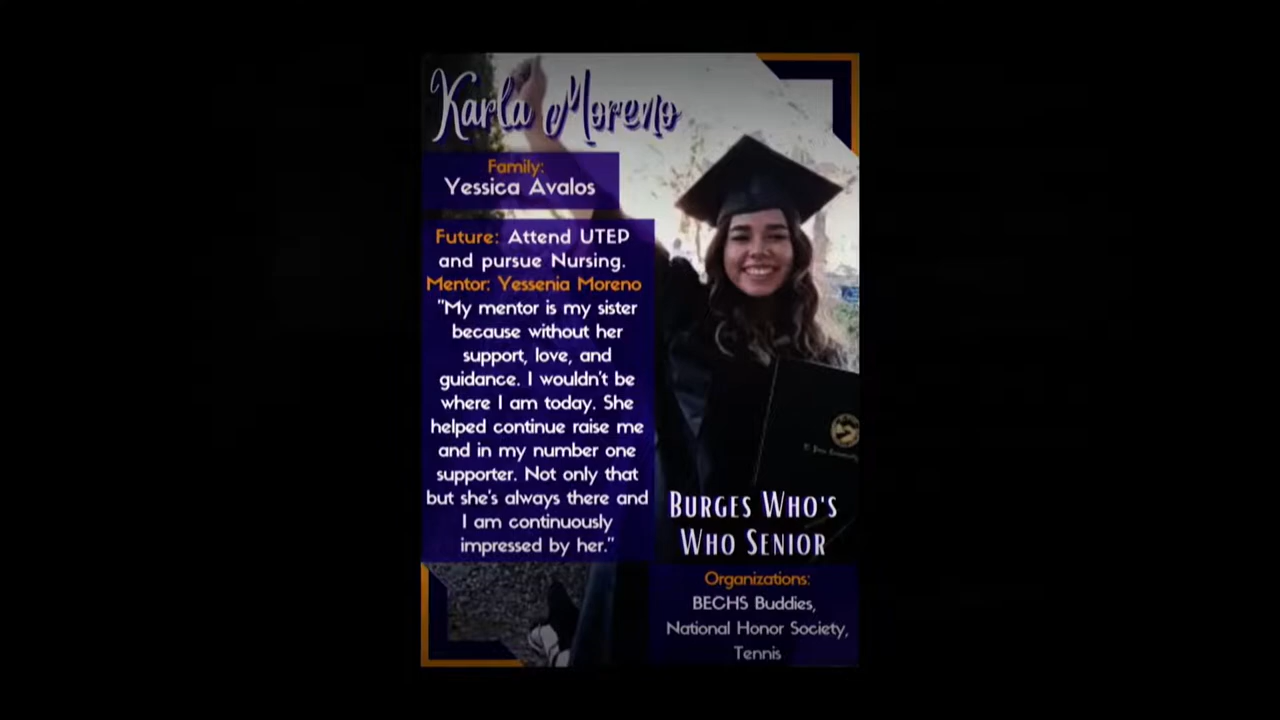 Karla Moreno
Family:
Yessica Avalos
Future: Attend UTEP
and pursue Nursing.
Mentor: Yessenia Moreno
"My mentor is my sister
because without her
support, love, and
guidance. I wouldn't be
where I am today. She
helped continue raise me
and in my number one
supporter. Not only that
but she's always there and
I am continuously
impressed by her."
Burges Who's
Who Senior
Organizations:
BECHS Buddies,
National Honor Society,
Tennis